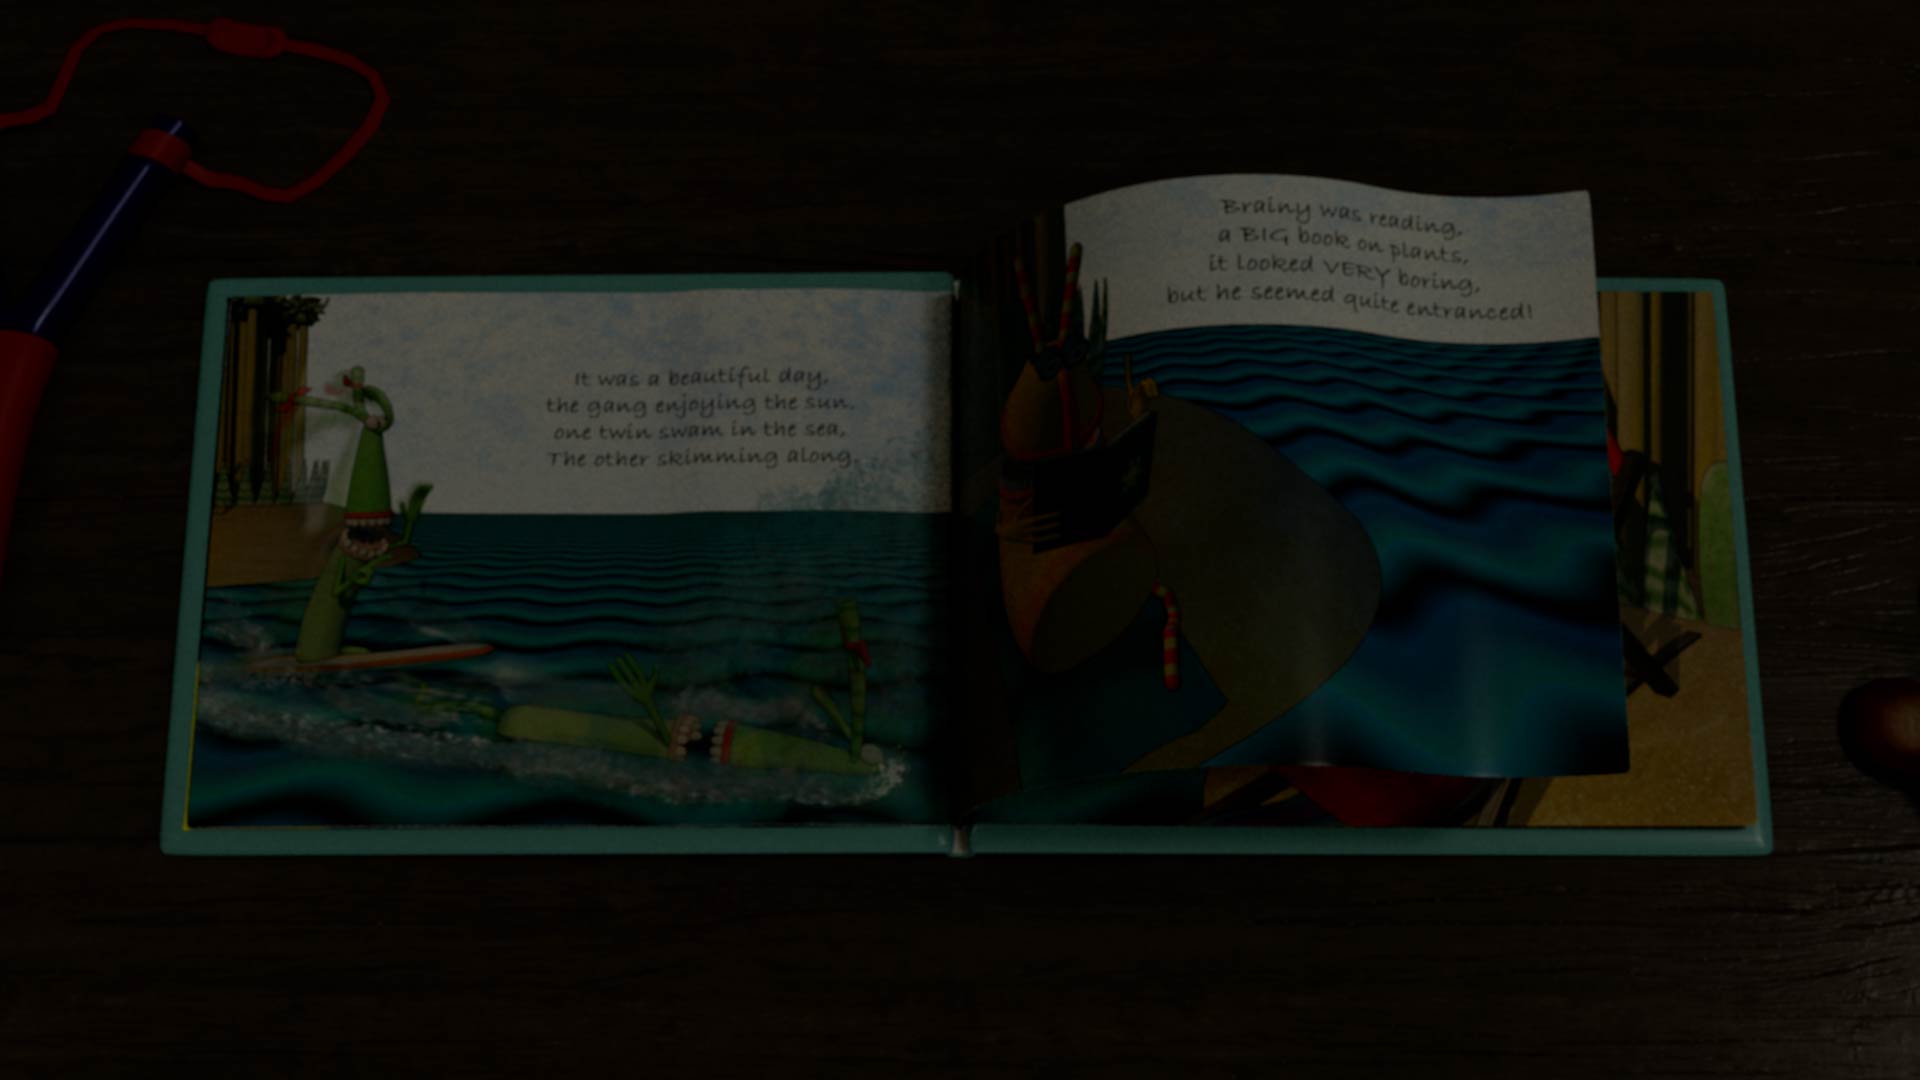 It was a beautiful day,
the gang enjoying the sun.
one twin swam in the sea,
The other skimming along.
Brainy was reading,
a BIG book on plants,
it looked VERY boring,
but he seemed quite entranced!